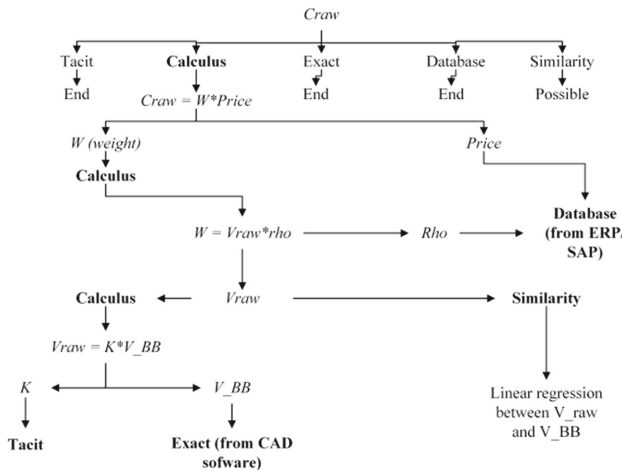 Craw
Tacit Calculus Exact Database Similarity
End Craw = W*Price End End Possible
W (weight) Price
Calculus
W = Vraw*rho Rho Database
(from ERP/
SAP)
Calculus Vraw Similarity
Vraw = K*V_BB
K V_BB Linear regression
between V_raw
and V_BB
Tacit Exact (from CAD
sofware)